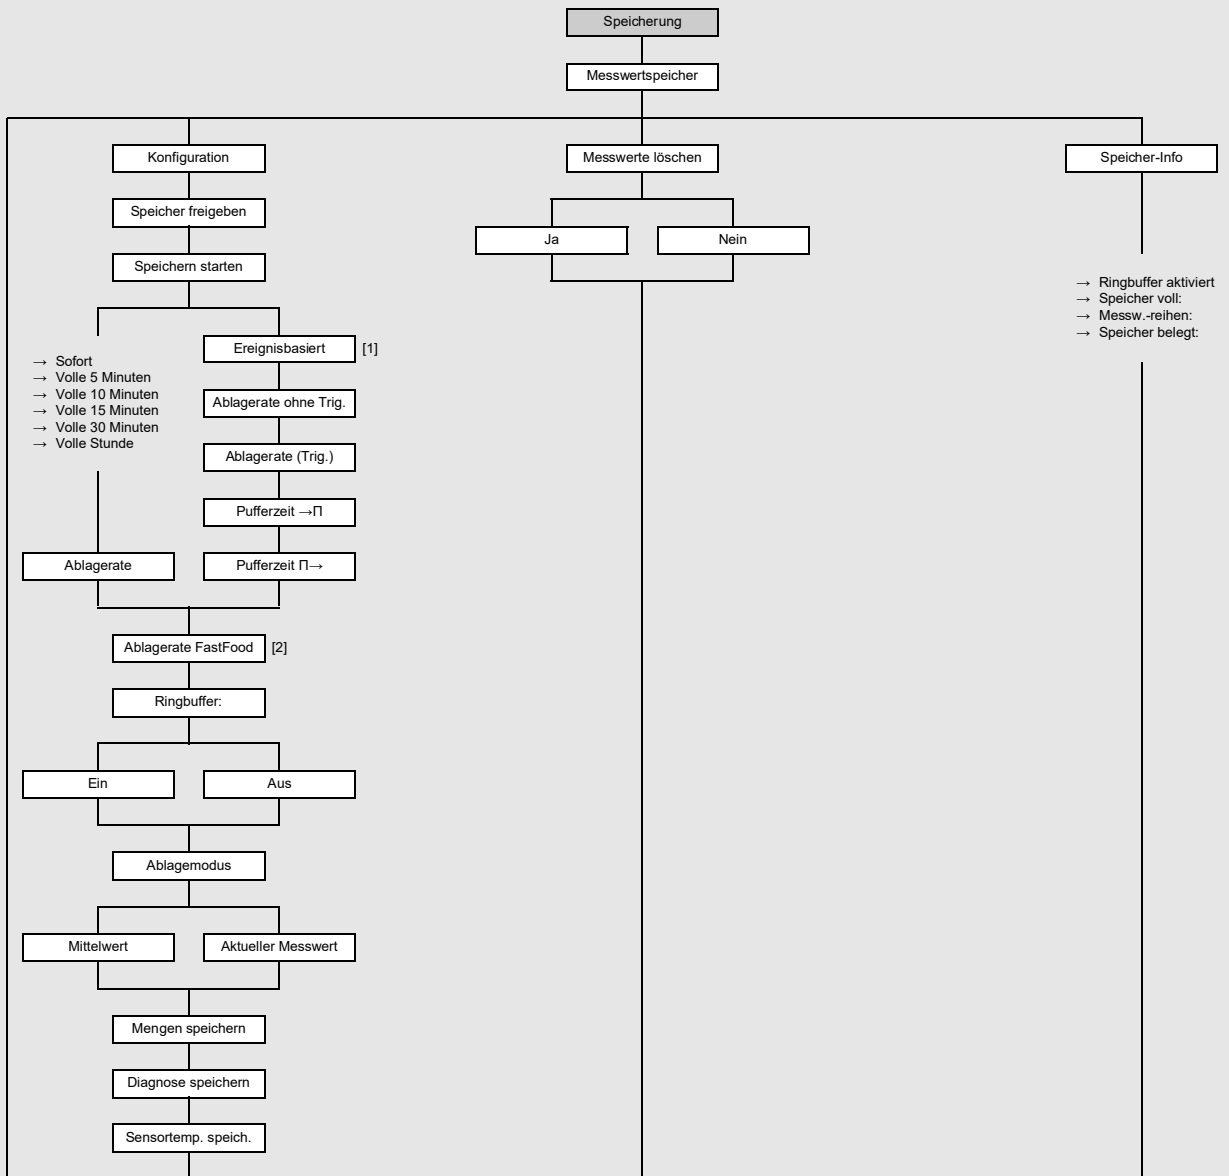 Speicherung
Messwertspeicher
Konfiguration
Messwerte löschen
Speicher-Info
Speicher freigeben
Ja
Nein
Speichern starten
→ Ringbuffer aktiviert
→ Speicher voll:
→ Messw.-reihen:
→ Speicher belegt:
Ereignisbasiert [1]
→ Sofort
→ Volle 5 Minuten
→ Volle 10 Minuten
→ Volle 15 Minuten
→ Volle 30 Minuten
→ Volle Stunde
Ablagerate ohne Trig.
Ablagerate (Trig.)
Pufferzeit →Π
Ablagerate
Pufferzeit Π→
Ablagerate FastFood [2]
Ringbuffer:
Ein
Aus
Ablagemodus
Mittelwert
Aktueller Messwert
Mengen speichern
Diagnose speichern
Sensortemp. speich.